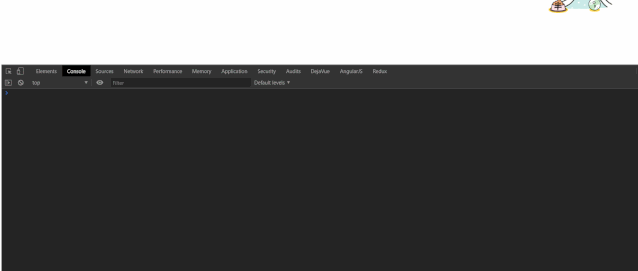 Elements Console Sources Network Performance Memory Application Security Audits DejaVue AngularJS Redux
top Filter Default levels